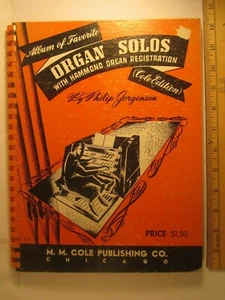 Album of Favorite
ORGAN SOLOS
WITH HAMMOND ORGAN REGISTRATION
(Cole Edition)
By Philip Jorgenson
PRICE $1.50
M. M. COLE PUBLISHING CO.
CHICAGO